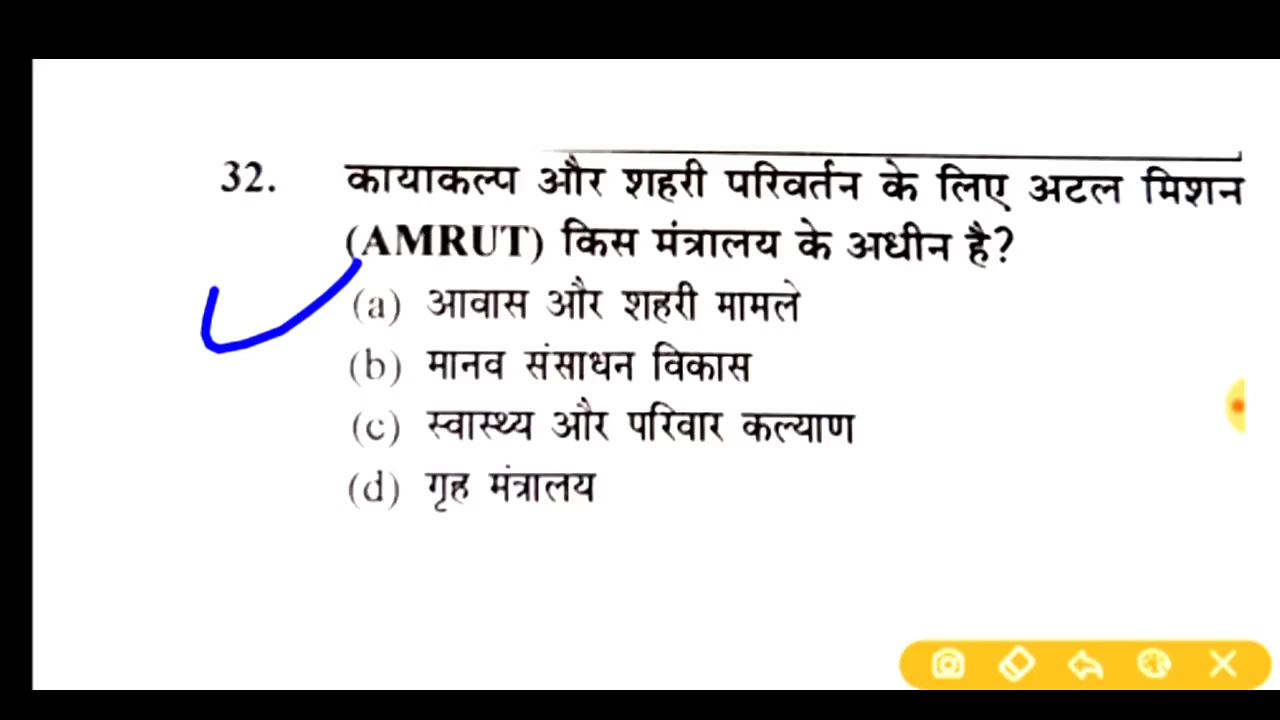 32. कायाकल्प और शहरी परिवर्तन के लिए अटल मिशन
(AMRUT) किस मंत्रालय के अधीन है?
(a) आवास और शहरी मामले
(b) मानव संसाधन विकास
(c) स्वास्थ्य और परिवार कल्याण
(d) गृह मंत्रालय